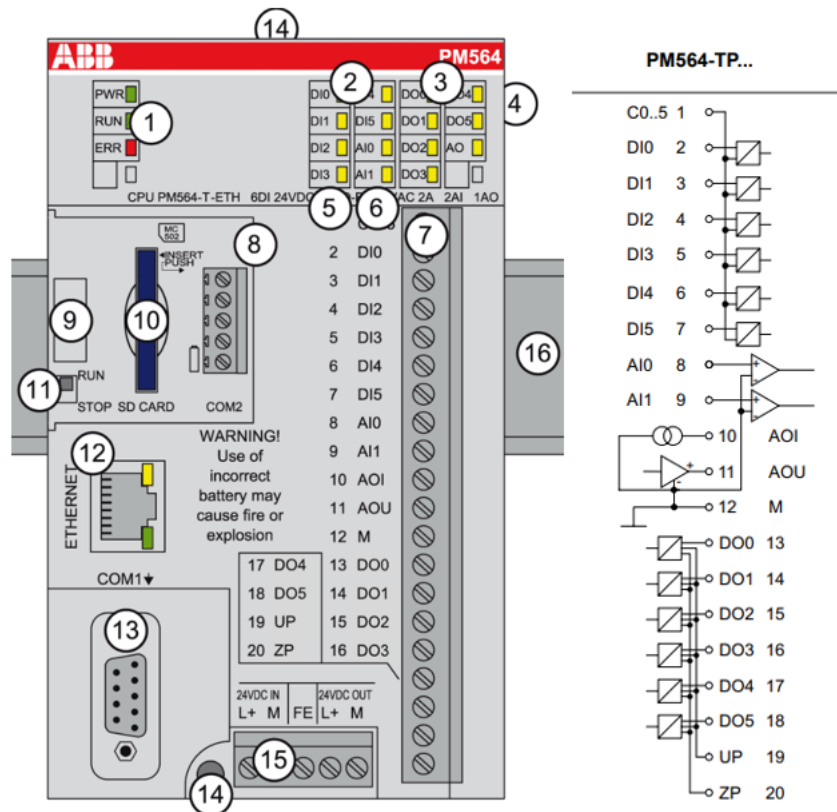 14
ABB PM564
PM564-TP...
PWR
RUN
ERR
1
2
3
4
DI0 DO0 DO4
DI1 DI5 DO1 DO5
DI2 AI0 DO2 AO
DI3 AI1 DO3
CPU PM564-T-ETH 6DI 24VDC AC 2A 2AI 1AO
5
6
7
MC
502
INSERT
PUSH
8
9
10
11
RUN
STOP SD CARD COM2
2 DI0
3 DI1
4 DI2
5 DI3
6 DI4
7 DI5
8 AI0
9 AI1
10 AOI
11 AOU
12 M
13 DO0
14 DO1
15 DO2
16 DO3
16
WARNING!
Use of
incorrect
battery may
cause fire or
explosion
12
ETHERNET
COM1
13
17 DO4
18 DO5
19 UP
20 ZP
24VDC IN 24VDC OUT
L+ M FE L+ M
15
14
C0..5 1
DI0 2
DI1 3
DI2 4
DI3 5
DI4 6
DI5 7
AI0 8
AI1 9
10 AOI
11 AOU
12 M
DO0 13
DO1 14
DO2 15
DO3 16
DO4 17
DO5 18
UP 19
ZP 20